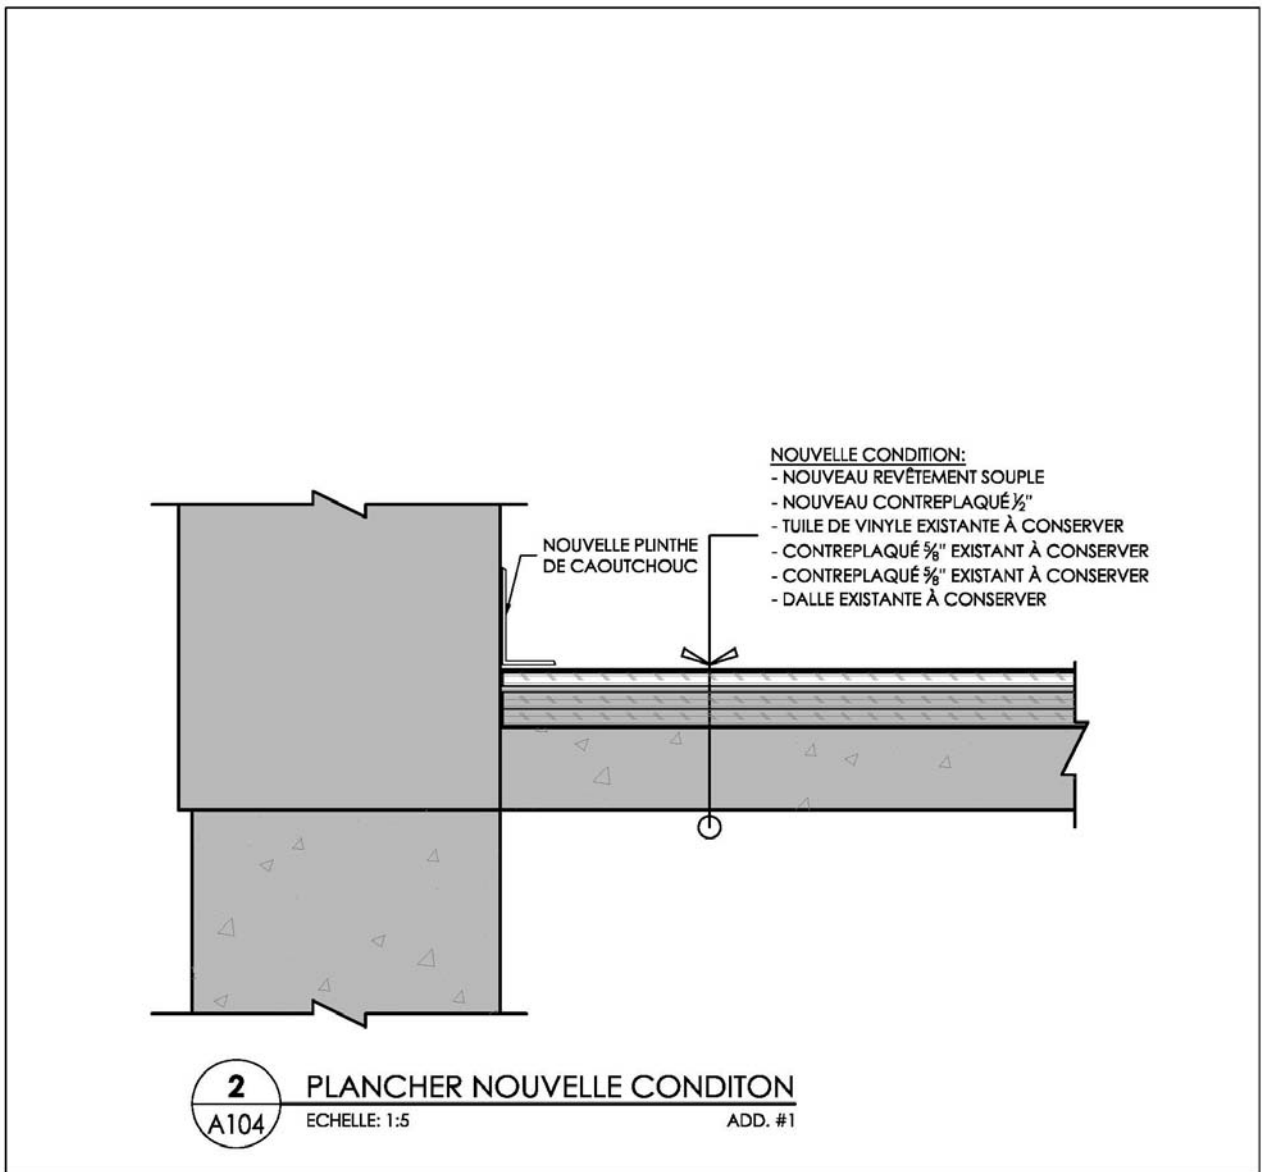 NOUVELLE CONDITION:
- NOUVEAU REVÊTEMENT SOUPLE
- NOUVEAU CONTREPLAQUÉ ½"
- TUILE DE VINYLE EXISTANTE À CONSERVER
- CONTREPLAQUÉ ⅝" EXISTANT À CONSERVER
- CONTREPLAQUÉ ⅝" EXISTANT À CONSERVER
- DALLE EXISTANTE À CONSERVER
NOUVELLE PLINTHE
DE CAOUTCHOUC
2
A104
PLANCHER NOUVELLE CONDITON
ECHELLE: 1:5
ADD. #1